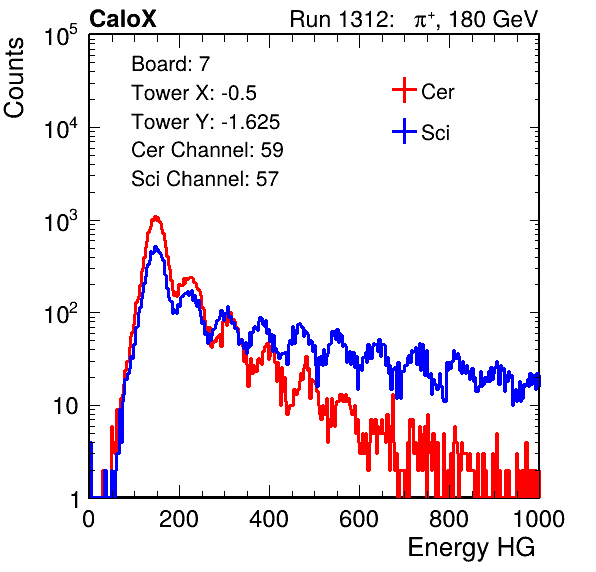 CaloX Run 1312: π⁺, 180 GeV
Counts
Board: 7
Tower X: -0.5
Tower Y: -1.625
Cer Channel: 59
Sci Channel: 57
Cer
Sci
10⁵
10⁴
10³
10²
10
1
0 200 400 600 800 1000
Energy HG